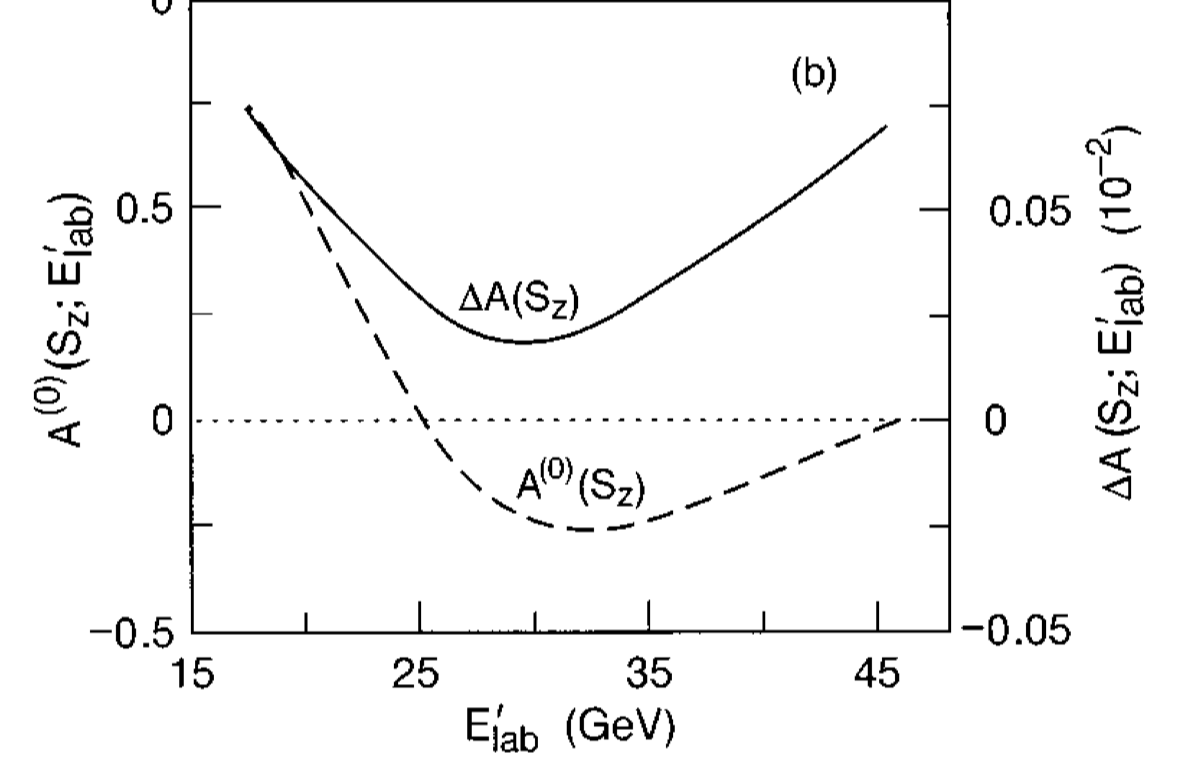 0
(b)
0.5
0.05
ΔA(S_z)
0
0
A^(0)(S_z)
−0.5
−0.05
15 25 35 45
E′_lab (GeV)
A^(0)(S_z; E′_lab)
ΔA(S_z; E′_lab) (10^−2)